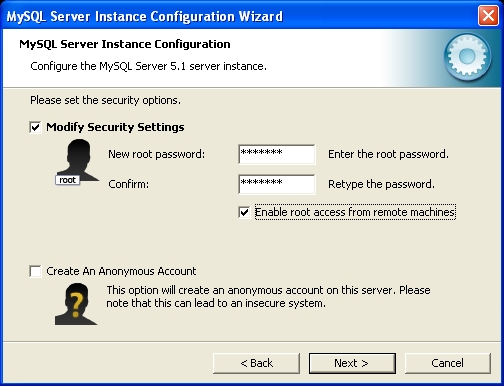 MySQL Server Instance Configuration Wizard
MySQL Server Instance Configuration
Configure the MySQL Server 5.1 server instance.
Please set the security options.
Modify Security Settings
New root password: ******* Enter the root password.
root
Confirm: ******* Retype the password.
Enable root access from remote machines
Create An Anonymous Account
This option will create an anonymous account on this server. Please
note that this can lead to an insecure system.
< Back Next > Cancel